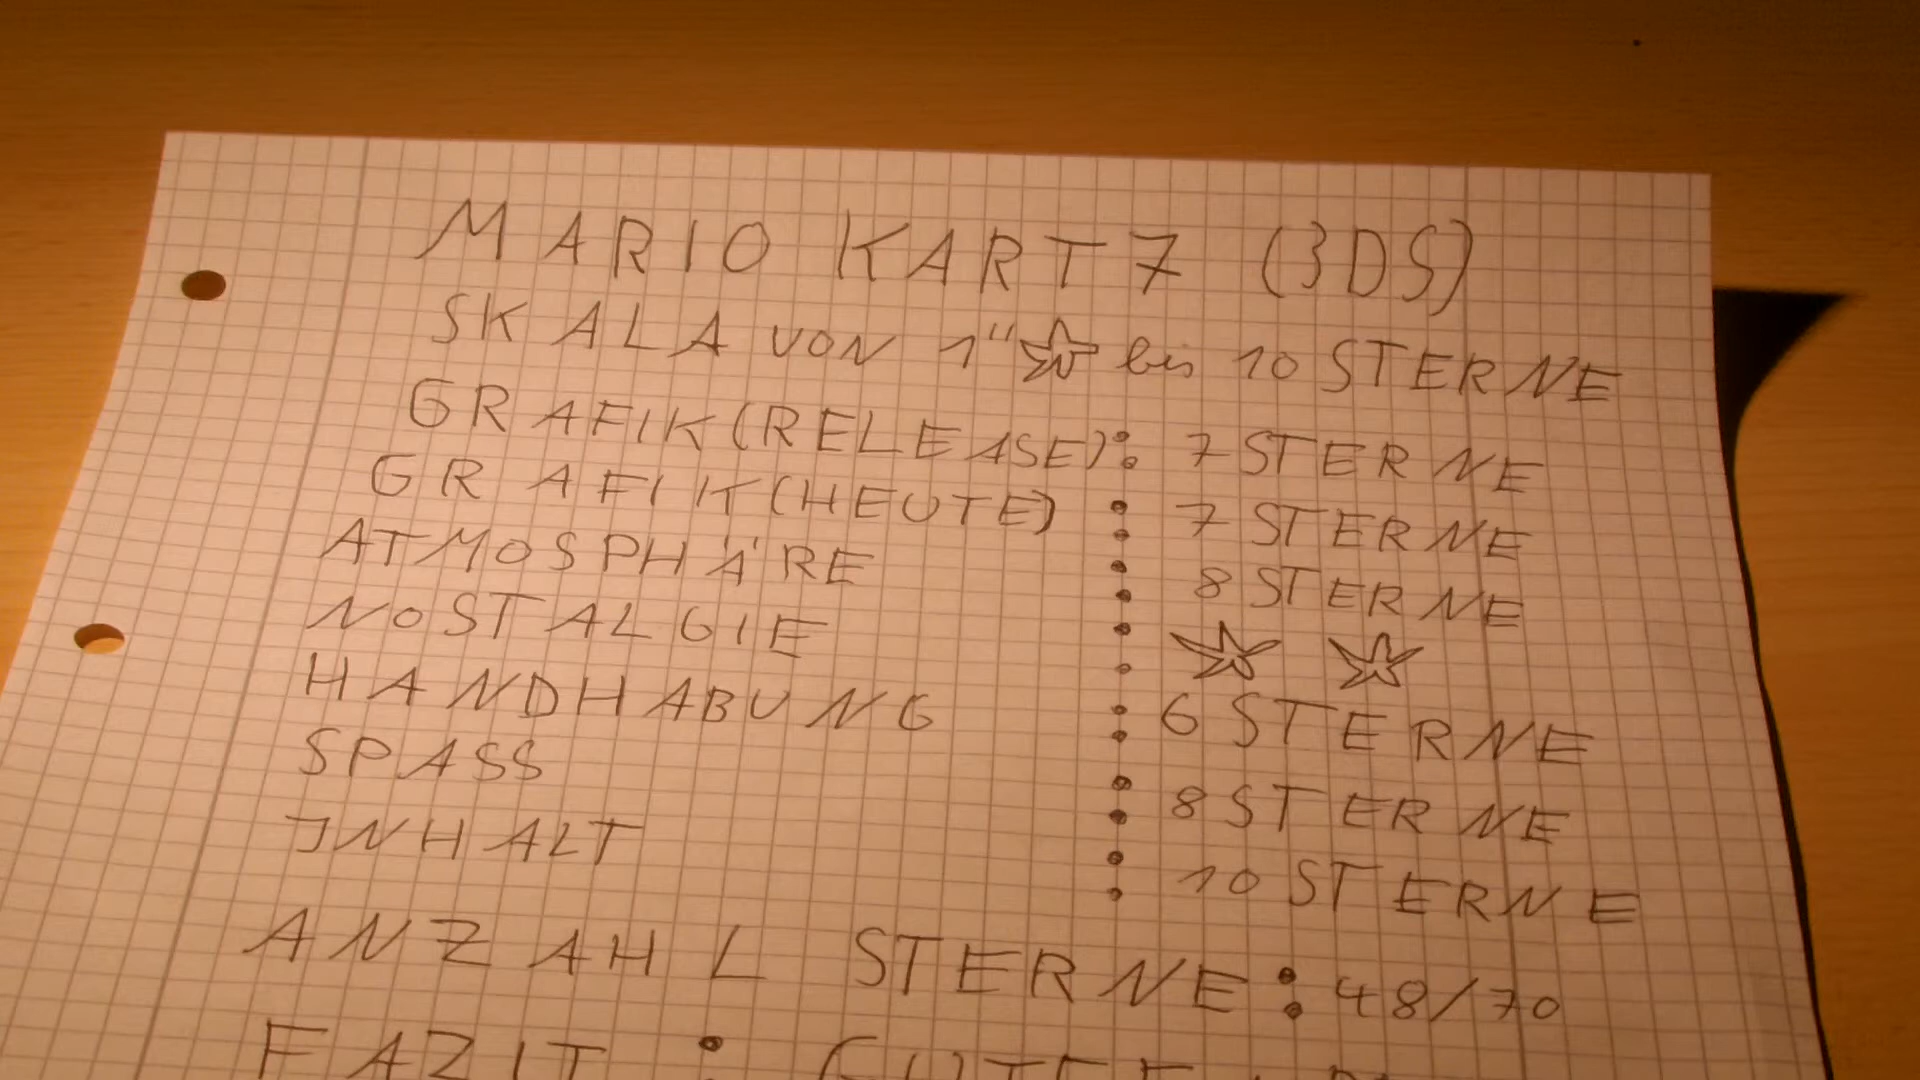 MARIO KART 7 (3DS)
SKALA VON 1" ☆ bis 10 STERNE
GRAFIK (RELEASE): 7 STERNE
GRAFIK (HEUTE) : 7 STERNE
ATMOSPHÄRE : 8 STERNE
NOSTALGIE : ☆ ☆
HANDHABUNG : 6 STERNE
SPASS : 8 STERNE
INHALT : 10 STERNE
ANZAHL STERNE: 48/70
FAZIT :